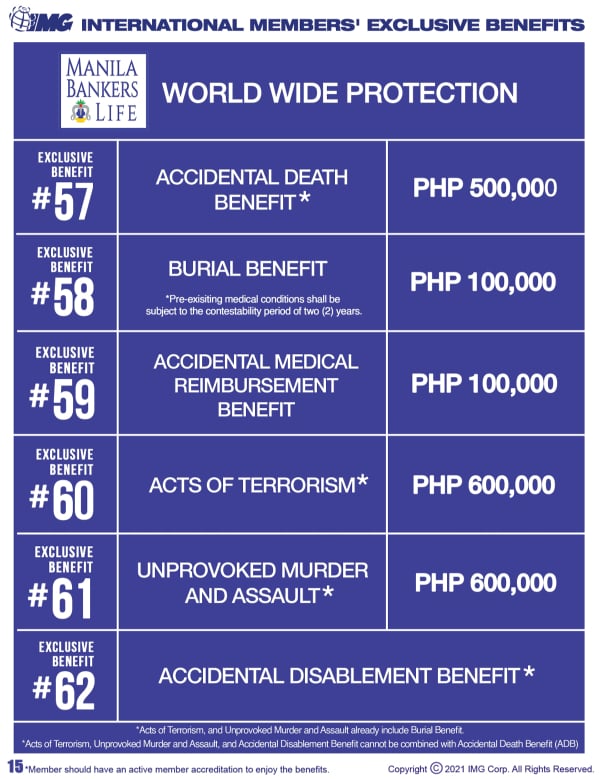 IMG INTERNATIONAL MEMBERS' EXCLUSIVE BENEFITS
MANILA
BANKERS
LIFE
WORLD WIDE PROTECTION
EXCLUSIVE
BENEFIT
#57
ACCIDENTAL DEATH
BENEFIT*
PHP 500,000
EXCLUSIVE
BENEFIT
#58
BURIAL BENEFIT
*Pre-exisiting medical conditions shall be
subject to the contestability period of two (2) years.
PHP 100,000
EXCLUSIVE
BENEFIT
#59
ACCIDENTAL MEDICAL
REIMBURSEMENT
BENEFIT
PHP 100,000
EXCLUSIVE
BENEFIT
#60
ACTS OF TERRORISM*
PHP 600,000
EXCLUSIVE
BENEFIT
#61
UNPROVOKED MURDER
AND ASSAULT*
PHP 600,000
EXCLUSIVE
BENEFIT
#62
ACCIDENTAL DISABLEMENT BENEFIT*
*Acts of Terrorism, and Unprovoked Murder and Assault already include Burial Benefit.
*Acts of Terrorism, Unprovoked Murder and Assault, and Accidental Disablement Benefit cannot be combined with Accidental Death Benefit (ADB)
15 *Member should have an active member accreditation to enjoy the benefits.
Copyright © 2021 IMG Corp. All Rights Reserved.